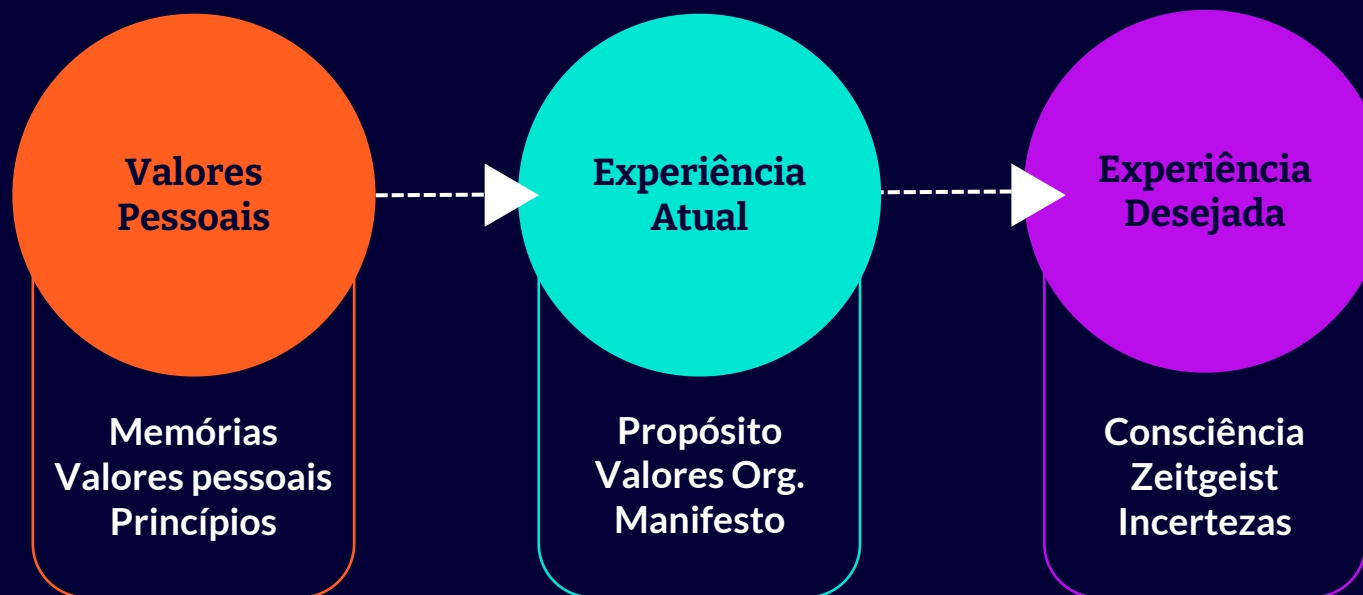 Valores
Pessoais
Memórias
Valores pessoais
Princípios
Experiência
Atual
Propósito
Valores Org.
Manifesto
Experiência
Desejada
Consciência
Zeitgeist
Incertezas